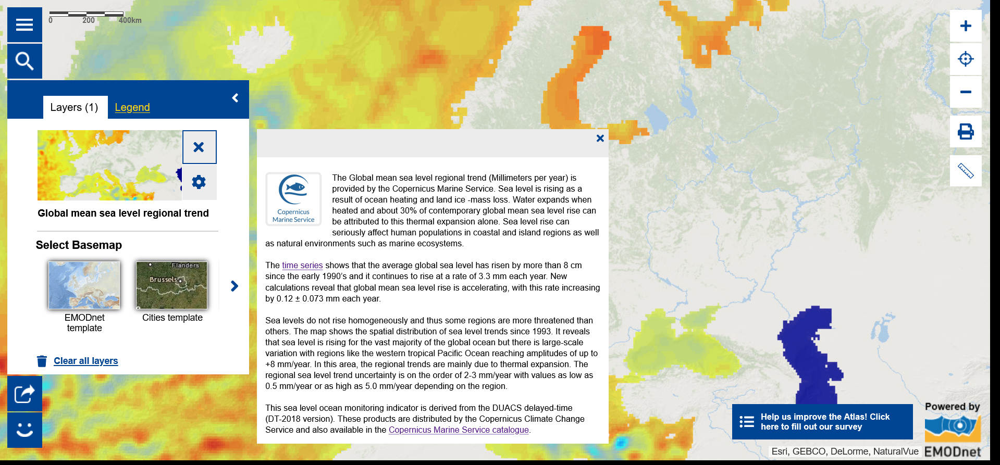 0 200 400km
Layers (1)
Legend
Global mean sea level regional trend
Select Basemap
Flanders
Brussels
EMODnet
template
Cities template
Clear all layers
Copernicus
Marine Service
The Global mean sea level regional trend (Millimeters per year) is
provided by the Copernicus Marine Service. Sea level is rising as a
result of ocean heating and land ice -mass loss. Water expands when
heated and about 30% of contemporary global mean sea level rise can
be attributed to this thermal expansion alone. Sea level rise can
seriously affect human populations in coastal and island regions as well
as natural environments such as marine ecosystems.
The time series shows that the average global sea level has risen by more than 8 cm
since the early 1990’s and it continues to rise at a rate of 3.3 mm each year. New
calculations reveal that global mean sea level rise is accelerating, with this rate increasing
by 0.12 ± 0.073 mm each year.
Sea levels do not rise homogeneously and thus some regions are more threatened than
others. The map shows the spatial distribution of sea level trends since 1993. It reveals
that sea level is rising for the vast majority of the global ocean but there is large-scale
variation with regions like the western tropical Pacific Ocean reaching amplitudes of up to
+8 mm/year. In this area, the regional trends are mainly due to thermal expansion. The
regional sea level trend uncertainty is on the order of 2-3 mm/year with values as low as
0.5 mm/year or as high as 5.0 mm/year depending on the region.
This sea level ocean monitoring indicator is derived from the DUACS delayed-time
(DT-2018 version). These products are distributed by the Copernicus Climate Change
Service and also available in the Copernicus Marine Service catalogue.
Help us improve the Atlas! Click
here to fill out our survey
Powered by
EMODnet
Esri, GEBCO, DeLorme, NaturalVue